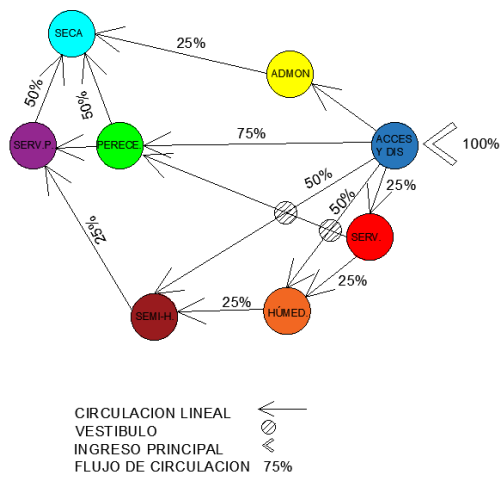 SECA
25%
ADMON
50%
50%
SERV.P.
PERECE.
75%
ACCES
Y DIS
100%
50%
50%
25%
SERV.
25%
25%
25%
SEMI-H.
HÚMED.
CIRCULACION LINEAL
VESTIBULO
INGRESO PRINCIPAL
FLUJO DE CIRCULACION 75%